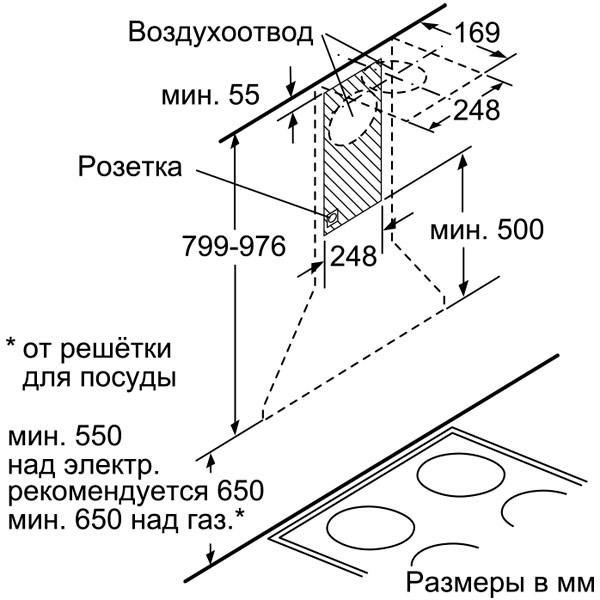 Воздухоотвод
169
мин. 55
248
Розетка
799-976
248
мин. 500
* от решётки
для посуды
мин. 550
над электр.
рекомендуется 650
мин. 650 над газ.*
Размеры в мм